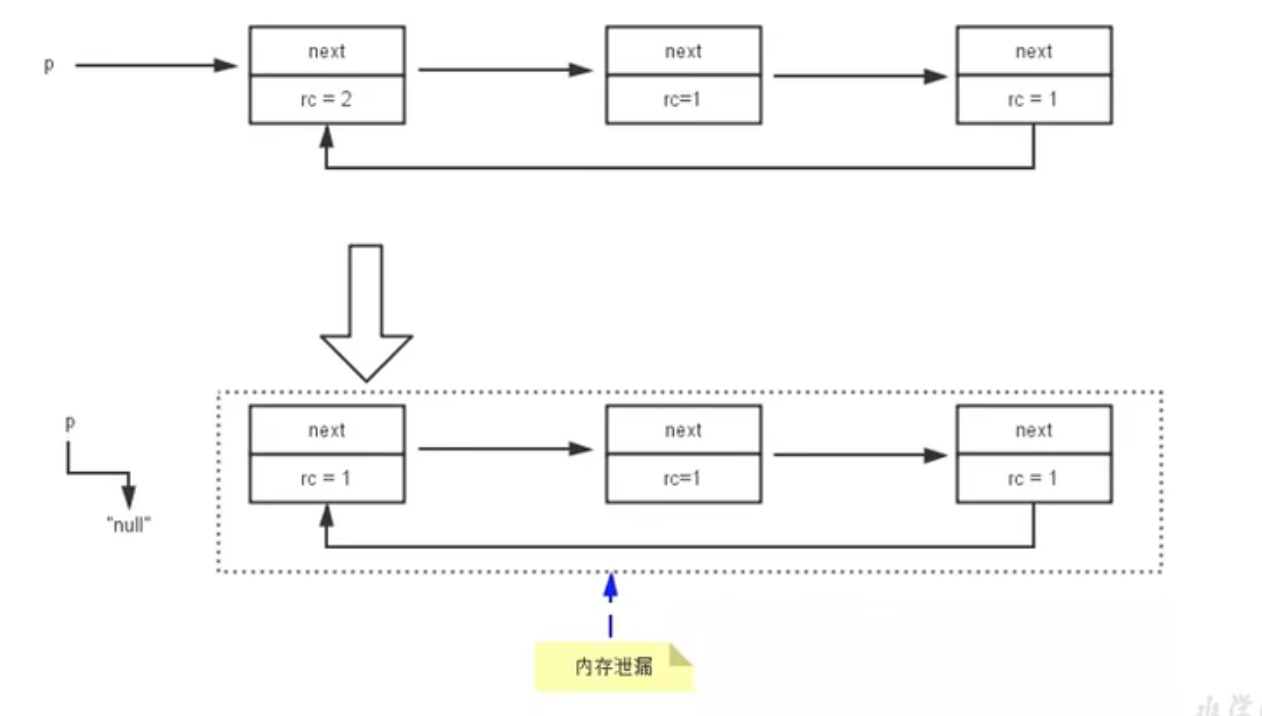 p
next
next
next
rc = 2
rc=1
rc = 1
p
next
next
next
rc = 1
rc=1
rc = 1
"null"
内存泄漏